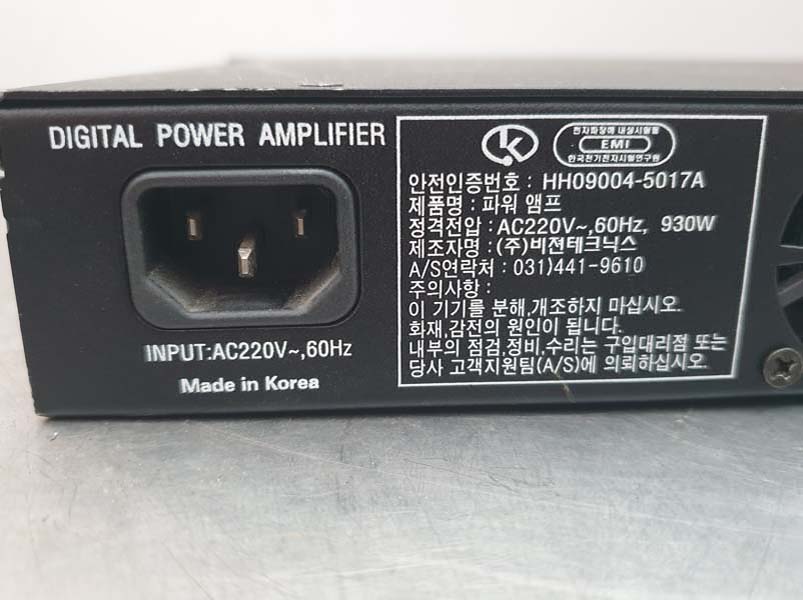 DIGITAL POWER AMPLIFIER
INPUT:AC220V~,60Hz
Made in Korea
전자파장해 내성시험필
EMI
한국전기전자시험연구원
안전인증번호 : HH09004-5017A
제품명 : 파워 앰프
정격전압 : AC220V~,60Hz, 930W
제조자명 : (주)비젼테크닉스
A/S연락처 : 031)441-9610
주의사항 :
이 기기를 분해,개조하지 마십시오.
화재,감전의 원인이 됩니다.
내부의 점검,정비,수리는 구입대리점 또는
당사 고객지원팀(A/S)에 의뢰하십시오.